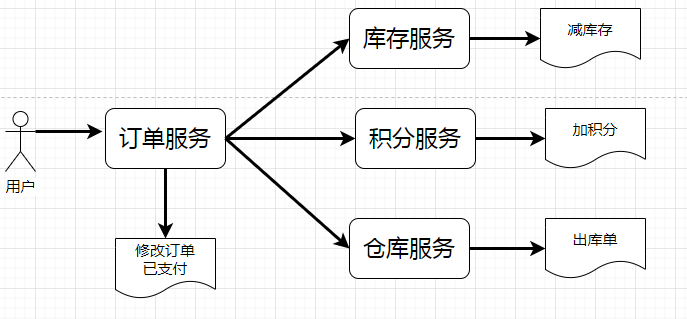 库存服务
减库存
用户
订单服务
积分服务
加积分
修改订单
已支付
仓库服务
出库单